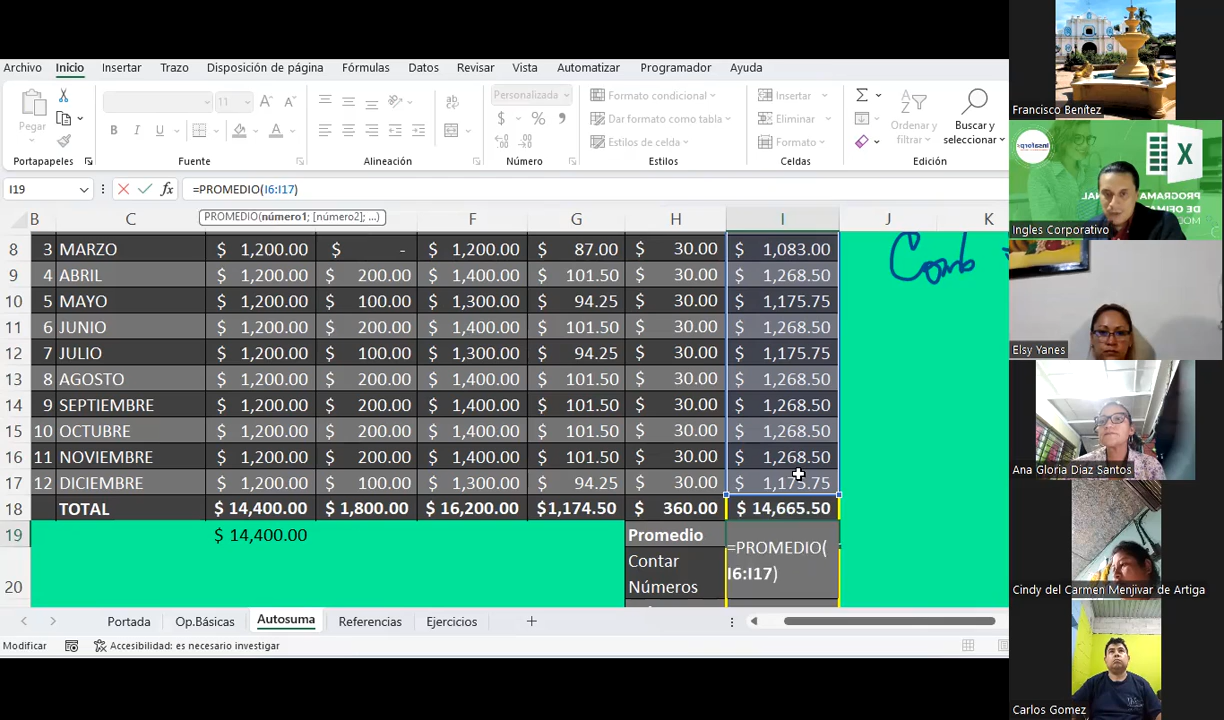 Archivo Inicio Insertar Trazo Disposición de página Fórmulas Datos Revisar Vista Automatizar Programador Ayuda
11
Personalizada
Formato condicional
Dar formato como tabla
Estilos de celda
Insertar
Eliminar
Formato
Pegar
Ordenar y filtrar
Buscar y seleccionar
Portapapeles Fuente Alineación Número Estilos Celdas Edición
I19 fx =PROMEDIO(I6:I17)
PROMEDIO(número1; [número2]; ...)
B C F G H I J K
8 3 MARZO $ 1,200.00 $ - $ 1,200.00 $ 87.00 $ 30.00 $ 1,083.00
9 4 ABRIL $ 1,200.00 $ 200.00 $ 1,400.00 $ 101.50 $ 30.00 $ 1,268.50
10 5 MAYO $ 1,200.00 $ 100.00 $ 1,300.00 $ 94.25 $ 30.00 $ 1,175.75
11 6 JUNIO $ 1,200.00 $ 200.00 $ 1,400.00 $ 101.50 $ 30.00 $ 1,268.50
12 7 JULIO $ 1,200.00 $ 100.00 $ 1,300.00 $ 94.25 $ 30.00 $ 1,175.75
13 8 AGOSTO $ 1,200.00 $ 200.00 $ 1,400.00 $ 101.50 $ 30.00 $ 1,268.50
14 9 SEPTIEMBRE $ 1,200.00 $ 200.00 $ 1,400.00 $ 101.50 $ 30.00 $ 1,268.50
15 10 OCTUBRE $ 1,200.00 $ 200.00 $ 1,400.00 $ 101.50 $ 30.00 $ 1,268.50
16 11 NOVIEMBRE $ 1,200.00 $ 200.00 $ 1,400.00 $ 101.50 $ 30.00 $ 1,268.50
17 12 DICIEMBRE $ 1,200.00 $ 100.00 $ 1,300.00 $ 94.25 $ 30.00 $ 1,175.75
18 TOTAL $ 14,400.00 $ 1,800.00 $ 16,200.00 $1,174.50 $ 360.00 $ 14,665.50
19 $ 14,400.00 Promedio =PROMEDIO(
I6:I17)
20 Contar
Números
Comb
Portada Op.Básicas Autosuma Referencias Ejercicios
Modificar Accesibilidad: es necesario investigar
Francisco Benítez
Insaforp
X
Ingles Corporativo
Elsy Yanes
Ana Gloria Diaz Santos
Cindy del Carmen Menjivar de Artiga
Carlos Gomez